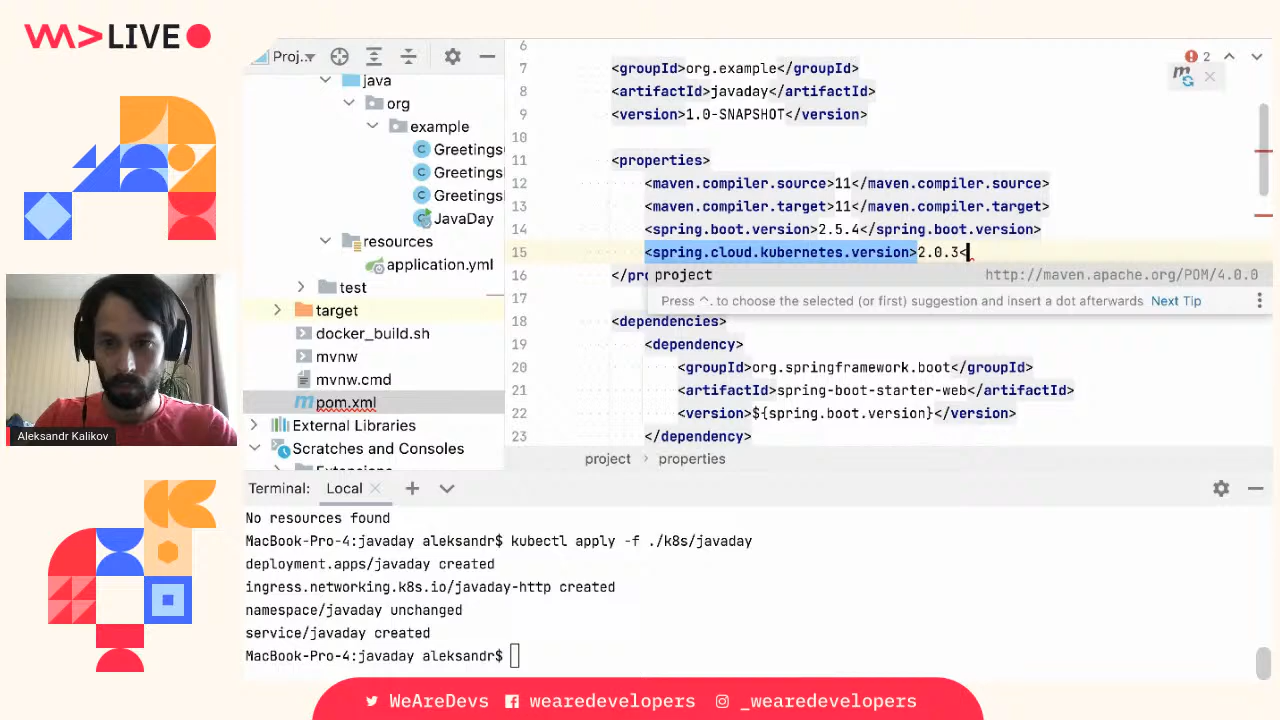 WA>LIVE
Proj..
java
org
example
Greetings
Greetings
Greetings
JavaDay
resources
application.yml
test
target
docker_build.sh
mvnw
mvnw.cmd
pom.xml
External Libraries
Scratches and Consoles
Extensions
6
7 <groupId>org.example</groupId>
8 <artifactId>javaday</artifactId>
9 <version>1.0-SNAPSHOT</version>
10
11 <properties>
12 <maven.compiler.source>11</maven.compiler.source>
13 <maven.compiler.target>11</maven.compiler.target>
14 <spring.boot.version>2.5.4</spring.boot.version>
15 <spring.cloud.kubernetes.version>2.0.3<
16 </pro
project http://maven.apache.org/POM/4.0.0
17
Press ^. to choose the selected (or first) suggestion and insert a dot afterwards Next Tip
18 <dependencies>
19 <dependency>
20 <groupId>org.springframework.boot</groupId>
21 <artifactId>spring-boot-starter-web</artifactId>
22 <version>${spring.boot.version}</version>
23 </dependency>
project › properties
2
m
Aleksandr Kalikov
Terminal: Local
No resources found
MacBook-Pro-4:javaday aleksandr$ kubectl apply -f ./k8s/javaday
deployment.apps/javaday created
ingress.networking.k8s.io/javaday-http created
namespace/javaday unchanged
service/javaday created
MacBook-Pro-4:javaday aleksandr$
WeAreDevs wearedevelopers _wearedevelopers